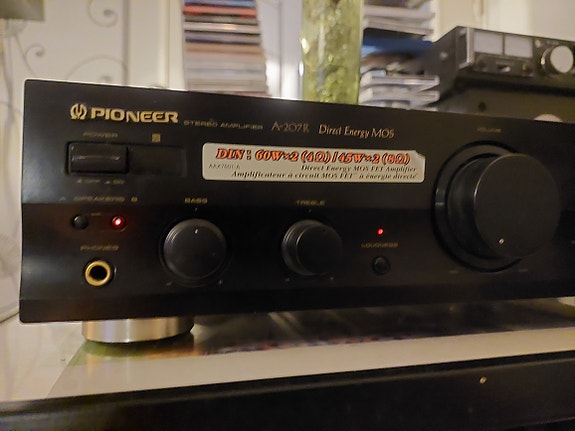 PIONEER STEREO AMPLIFIER A-207R Direct Energy MOS
POWER
DIN : 60W×2 (4Ω) / 45W×2 (8Ω)
Direct Energy MOS FET Amplifier
Amplificateur a circuit MOS FET a énergie directe
VOLUME
A SPEAKERS B
BASS
TREBLE
LOUDNESS
PHONES